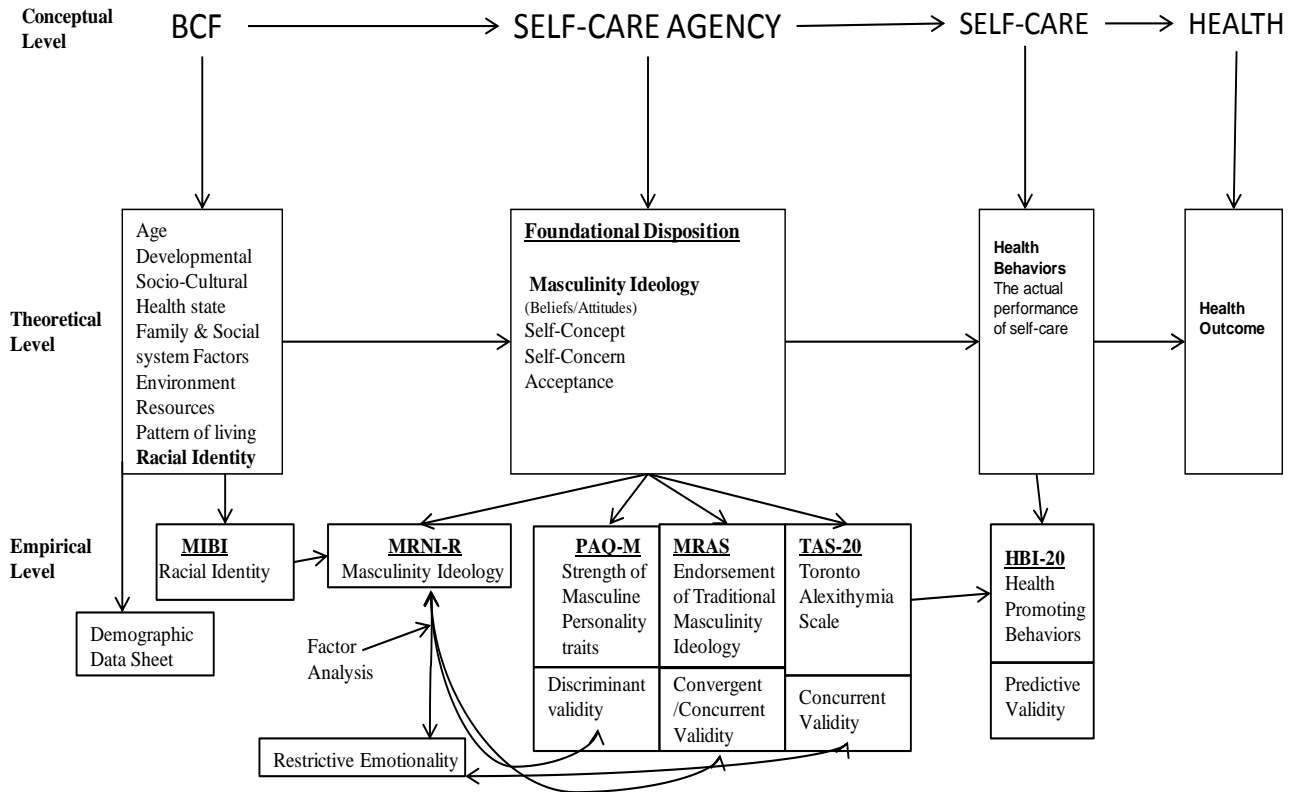 Conceptual
Level
BCF
SELF-CARE AGENCY
SELF-CARE
HEALTH
Theoretical
Level
Age
Developmental
Socio-Cultural
Health state
Family & Social
system Factors
Environment
Resources
Pattern of living
Racial Identity
Foundational Disposition
Masculinity Ideology
(Beliefs/Attitudes)
Self-Concept
Self-Concern
Acceptance
Health
Behaviors
The actual
performance
of self-care
Health
Outcome
Empirical
Level
MIBI
Racial Identity
MRNI-R
Masculinity Ideology
PAQ-M
Strength of
Masculine
Personality
traits
MRAS
Endorsement
of Traditional
Masculinity
Ideology
TAS-20
Toronto
Alexithymia
Scale
HBI-20
Health
Promoting
Behaviors
Demographic
Data Sheet
Factor
Analysis
Discriminant
validity
Convergent
/Concurrent
Validity
Concurrent
Validity
Predictive
Validity
Restrictive Emotionality